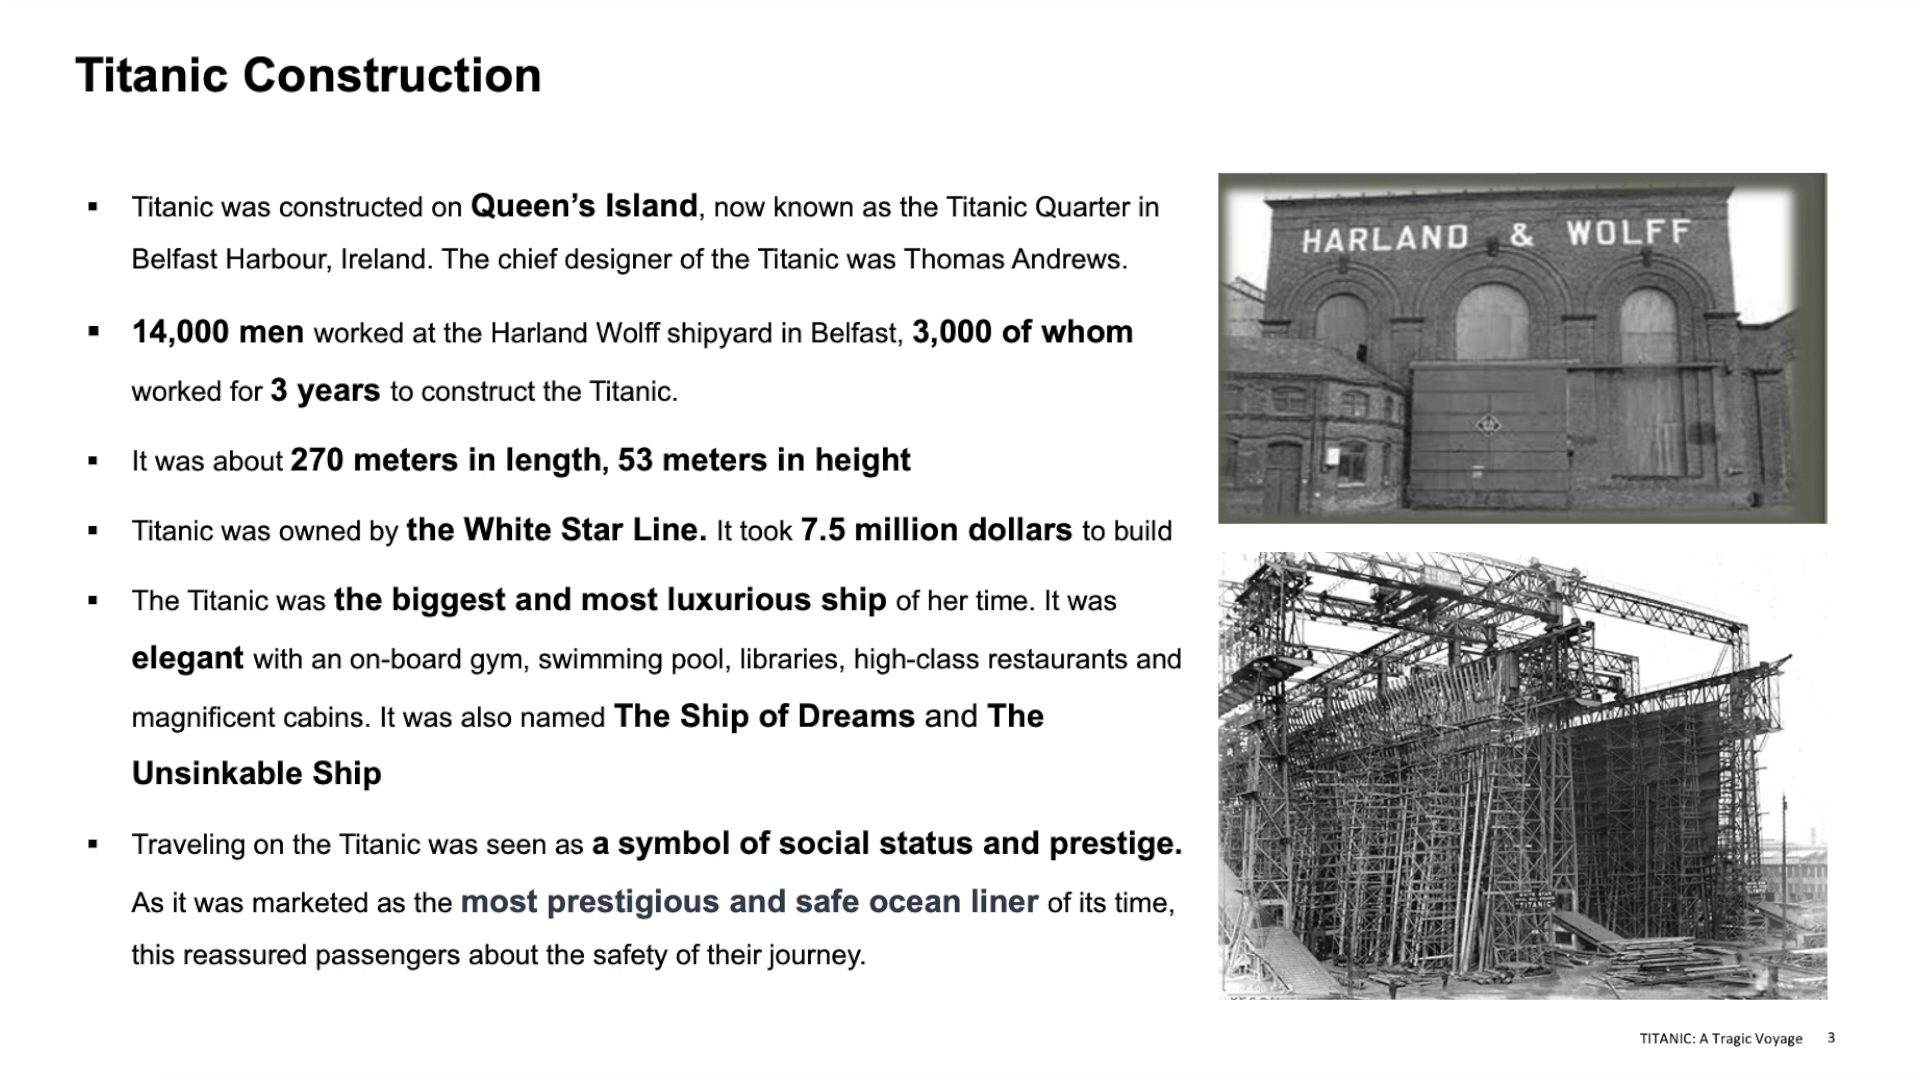 Titanic Construction
▪ Titanic was constructed on Queen’s Island, now known as the Titanic Quarter in
Belfast Harbour, Ireland. The chief designer of the Titanic was Thomas Andrews.
▪ 14,000 men worked at the Harland Wolff shipyard in Belfast, 3,000 of whom
worked for 3 years to construct the Titanic.
▪ It was about 270 meters in length, 53 meters in height
▪ Titanic was owned by the White Star Line. It took 7.5 million dollars to build
▪ The Titanic was the biggest and most luxurious ship of her time. It was
elegant with an on-board gym, swimming pool, libraries, high-class restaurants and
magnificent cabins. It was also named The Ship of Dreams and The
Unsinkable Ship
▪ Traveling on the Titanic was seen as a symbol of social status and prestige.
As it was marketed as the most prestigious and safe ocean liner of its time,
this reassured passengers about the safety of their journey.
HARLAND & WOLFF
TITANIC
TITANIC: A Tragic Voyage 3